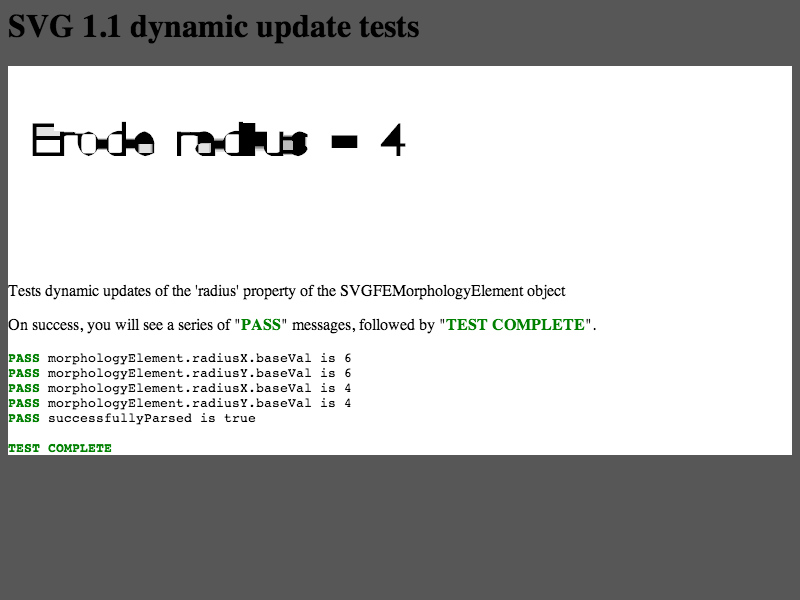 SVG 1.1 dynamic update tests
Erode radius = 4
Tests dynamic updates of the 'radius' property of the SVGFEMorphologyElement object
On success, you will see a series of "PASS" messages, followed by "TEST COMPLETE".
PASS morphologyElement.radiusX.baseVal is 6
PASS morphologyElement.radiusY.baseVal is 6
PASS morphologyElement.radiusX.baseVal is 4
PASS morphologyElement.radiusY.baseVal is 4
PASS successfullyParsed is true
TEST COMPLETE